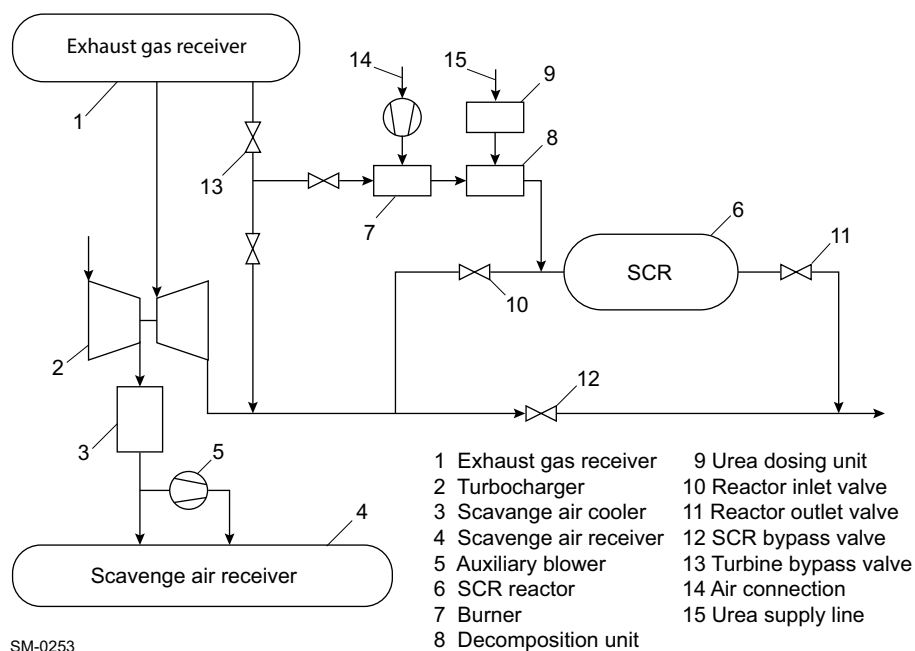 Exhaust gas receiver
14
15
9
1
8
13
7
6
11
SCR
10
2
12
3
5
4
Scavenge air receiver
1 Exhaust gas receiver
2 Turbocharger
3 Scavange air cooler
4 Scavenge air receiver
5 Auxiliary blower
6 SCR reactor
7 Burner
8 Decomposition unit
9 Urea dosing unit
10 Reactor inlet valve
11 Reactor outlet valve
12 SCR bypass valve
13 Turbine bypass valve
14 Air connection
15 Urea supply line
SM-0253